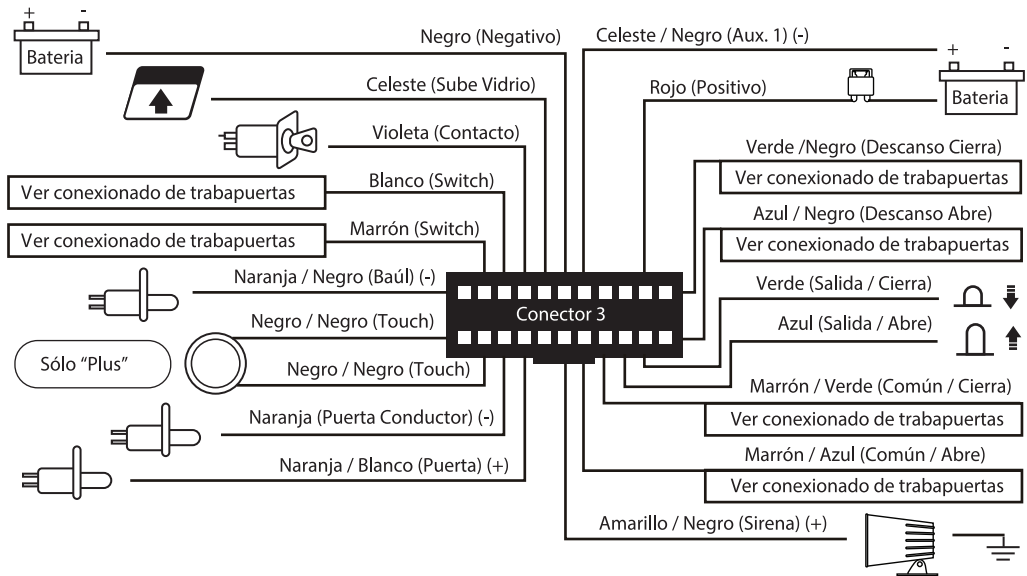 + -
Bateria
Negro (Negativo)
Celeste (Sube Vidrio)
Violeta (Contacto)
Blanco (Switch)
Ver conexionado de trabapuertas
Marrón (Switch)
Ver conexionado de trabapuertas
Naranja / Negro (Baúl) (-)
Negro / Negro (Touch)
Sólo “Plus”
Negro / Negro (Touch)
Naranja (Puerta Conductor) (-)
Naranja / Blanco (Puerta) (+)
Conector 3
Celeste / Negro (Aux. 1) (-)
+ -
Bateria
Rojo (Positivo)
Verde /Negro (Descanso Cierra)
Ver conexionado de trabapuertas
Azul / Negro (Descanso Abre)
Ver conexionado de trabapuertas
Verde (Salida / Cierra)
Azul (Salida / Abre)
Marrón / Verde (Común / Cierra)
Ver conexionado de trabapuertas
Marrón / Azul (Común / Abre)
Ver conexionado de trabapuertas
Amarillo / Negro (Sirena) (+)